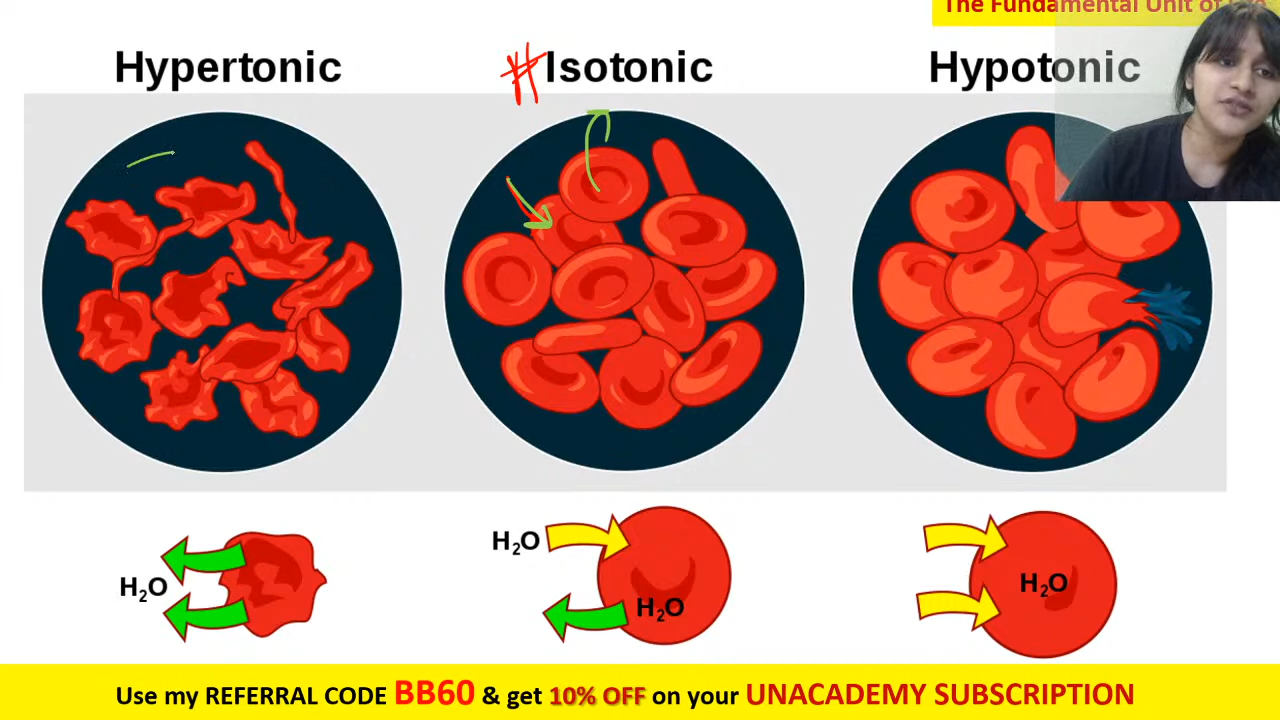 The Fundamental Unit of Life
Hypertonic
#Isotonic
Hypotonic
H₂O
H₂O
H₂O
H₂O
Use my REFERRAL CODE BB60 & get 10% OFF on your UNACADEMY SUBSCRIPTION